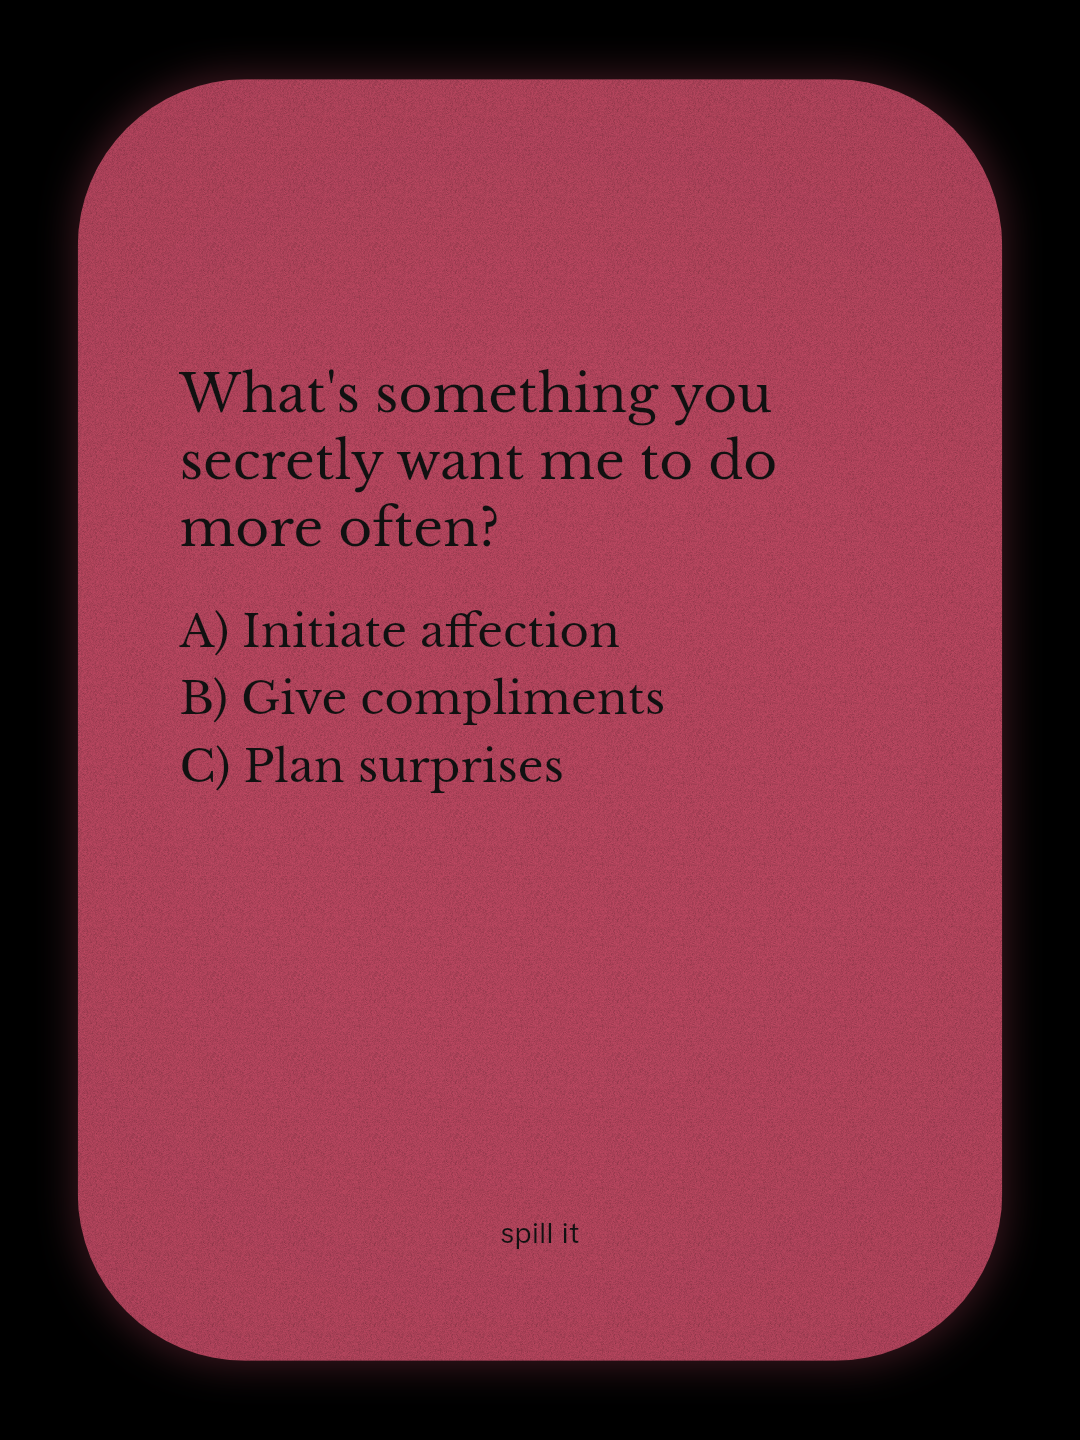 What's something you
secretly want me to do
more often?
A) Initiate affection
B) Give compliments
C) Plan surprises
spill it